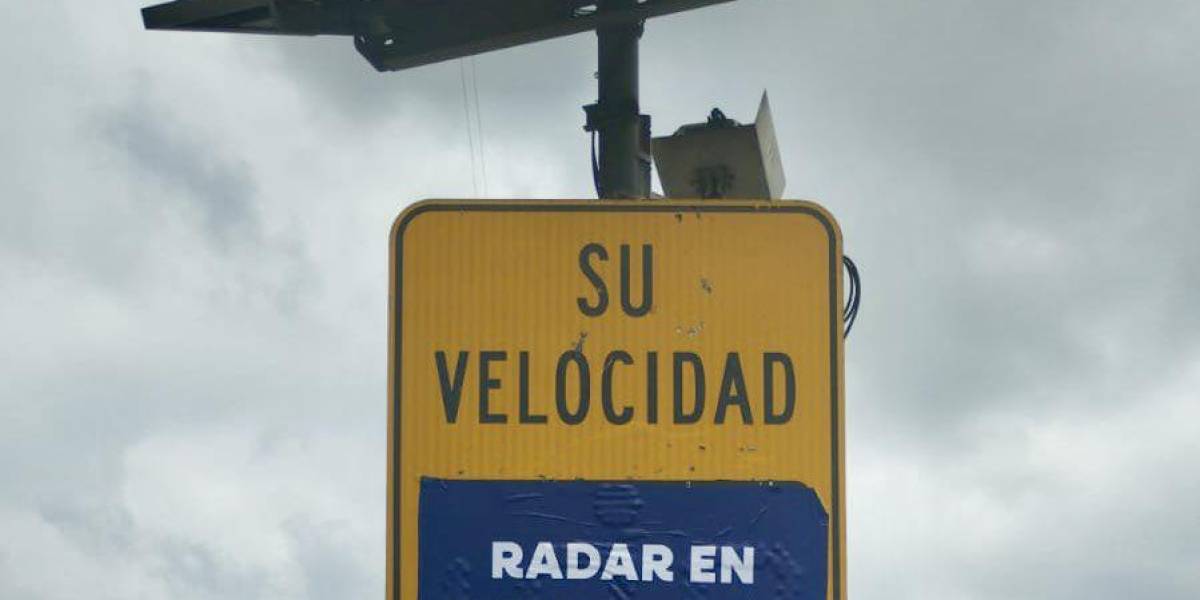 SU
VELOCIDAD
RADAR EN